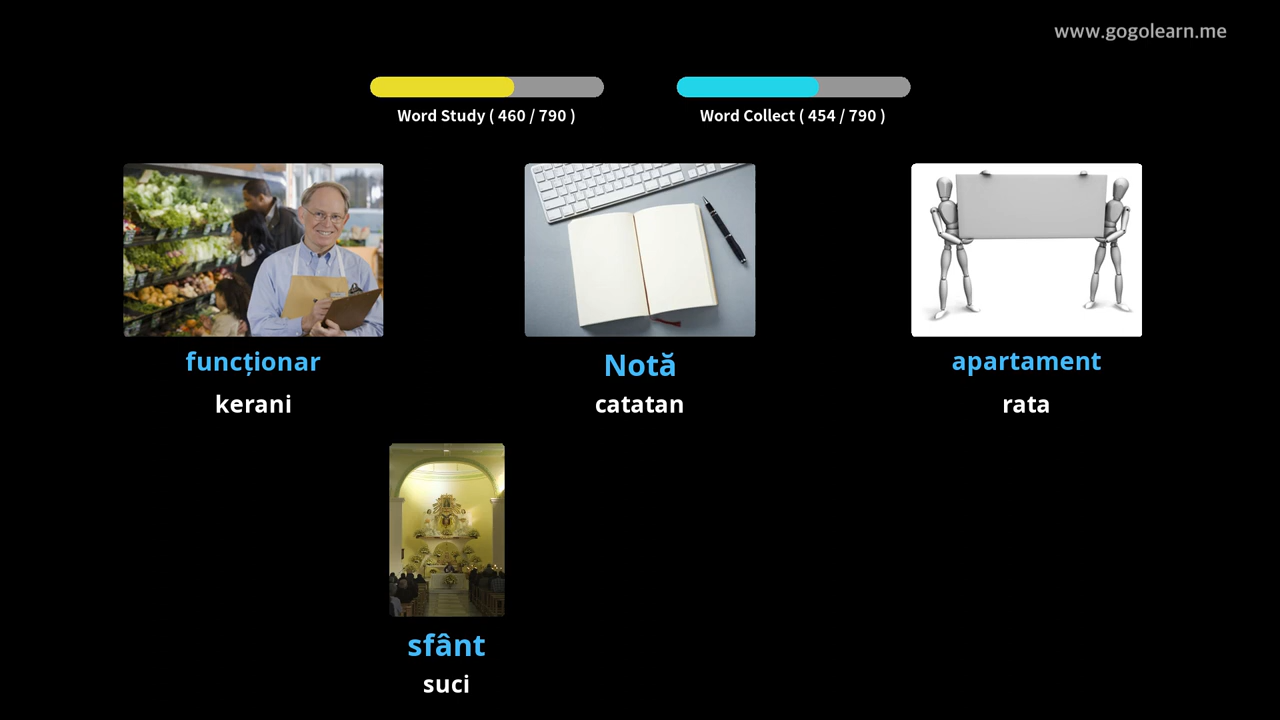 www.gogolearn.me
Word Study ( 460 / 790 )
Word Collect ( 454 / 790 )
funcționar
kerani
Notă
catatan
apartament
rata
sfânt
suci